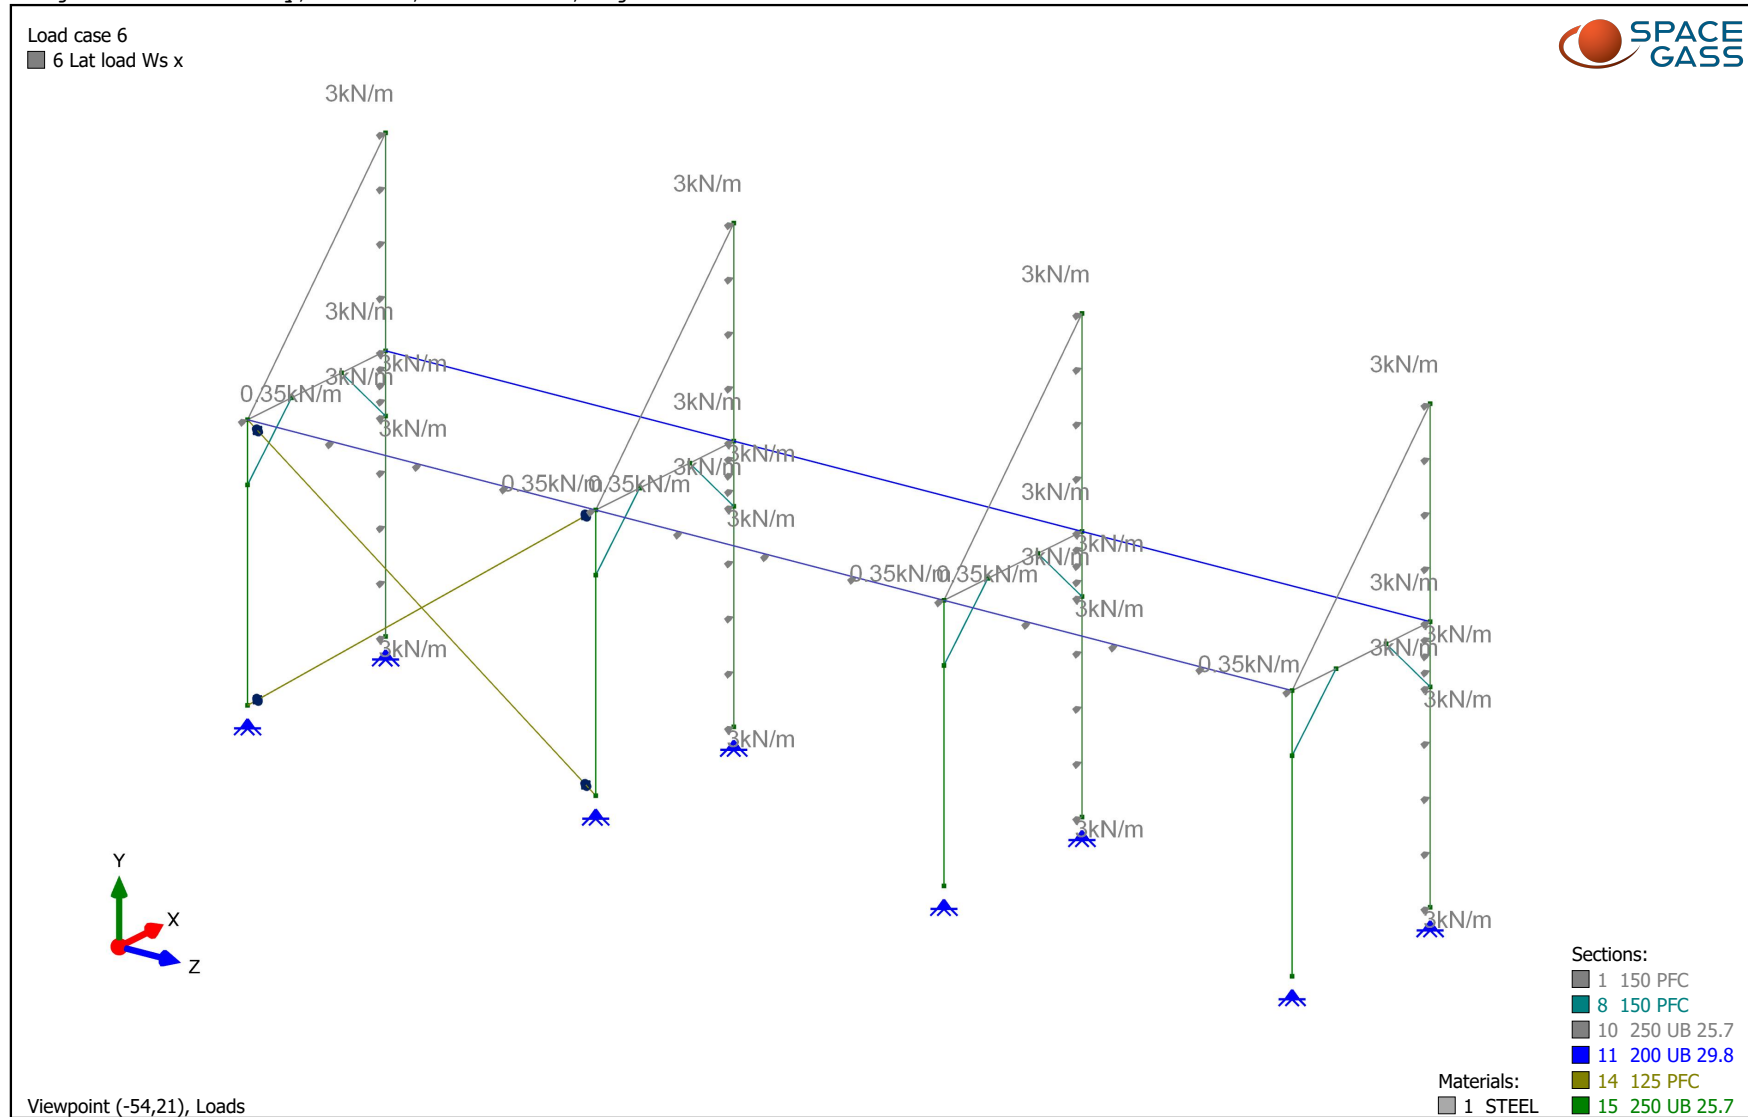 Load case 6
6 Lat load Ws x
SPACE
GASS
3kN/m
3kN/m
3kN/m
3kN/m
3kN/m
3kN/m
3kN/m
0.35kN/m
3kN/m
3kN/m
3kN/m
3kN/m
0.35kN/m
0.35kN/m
3kN/m
3kN/m
3kN/m
3kN/m
3kN/m
0.35kN/m
0.35kN/m
3kN/m
3kN/m
3kN/m
3kN/m
3kN/m
0.35kN/m
3kN/m
3kN/m
3kN/m
3kN/m
Y
X
Z
Sections:
1 150 PFC
8 150 PFC
10 250 UB 25.7
11 200 UB 29.8
14 125 PFC
15 250 UB 25.7
Materials:
1 STEEL
Viewpoint (-54,21), Loads